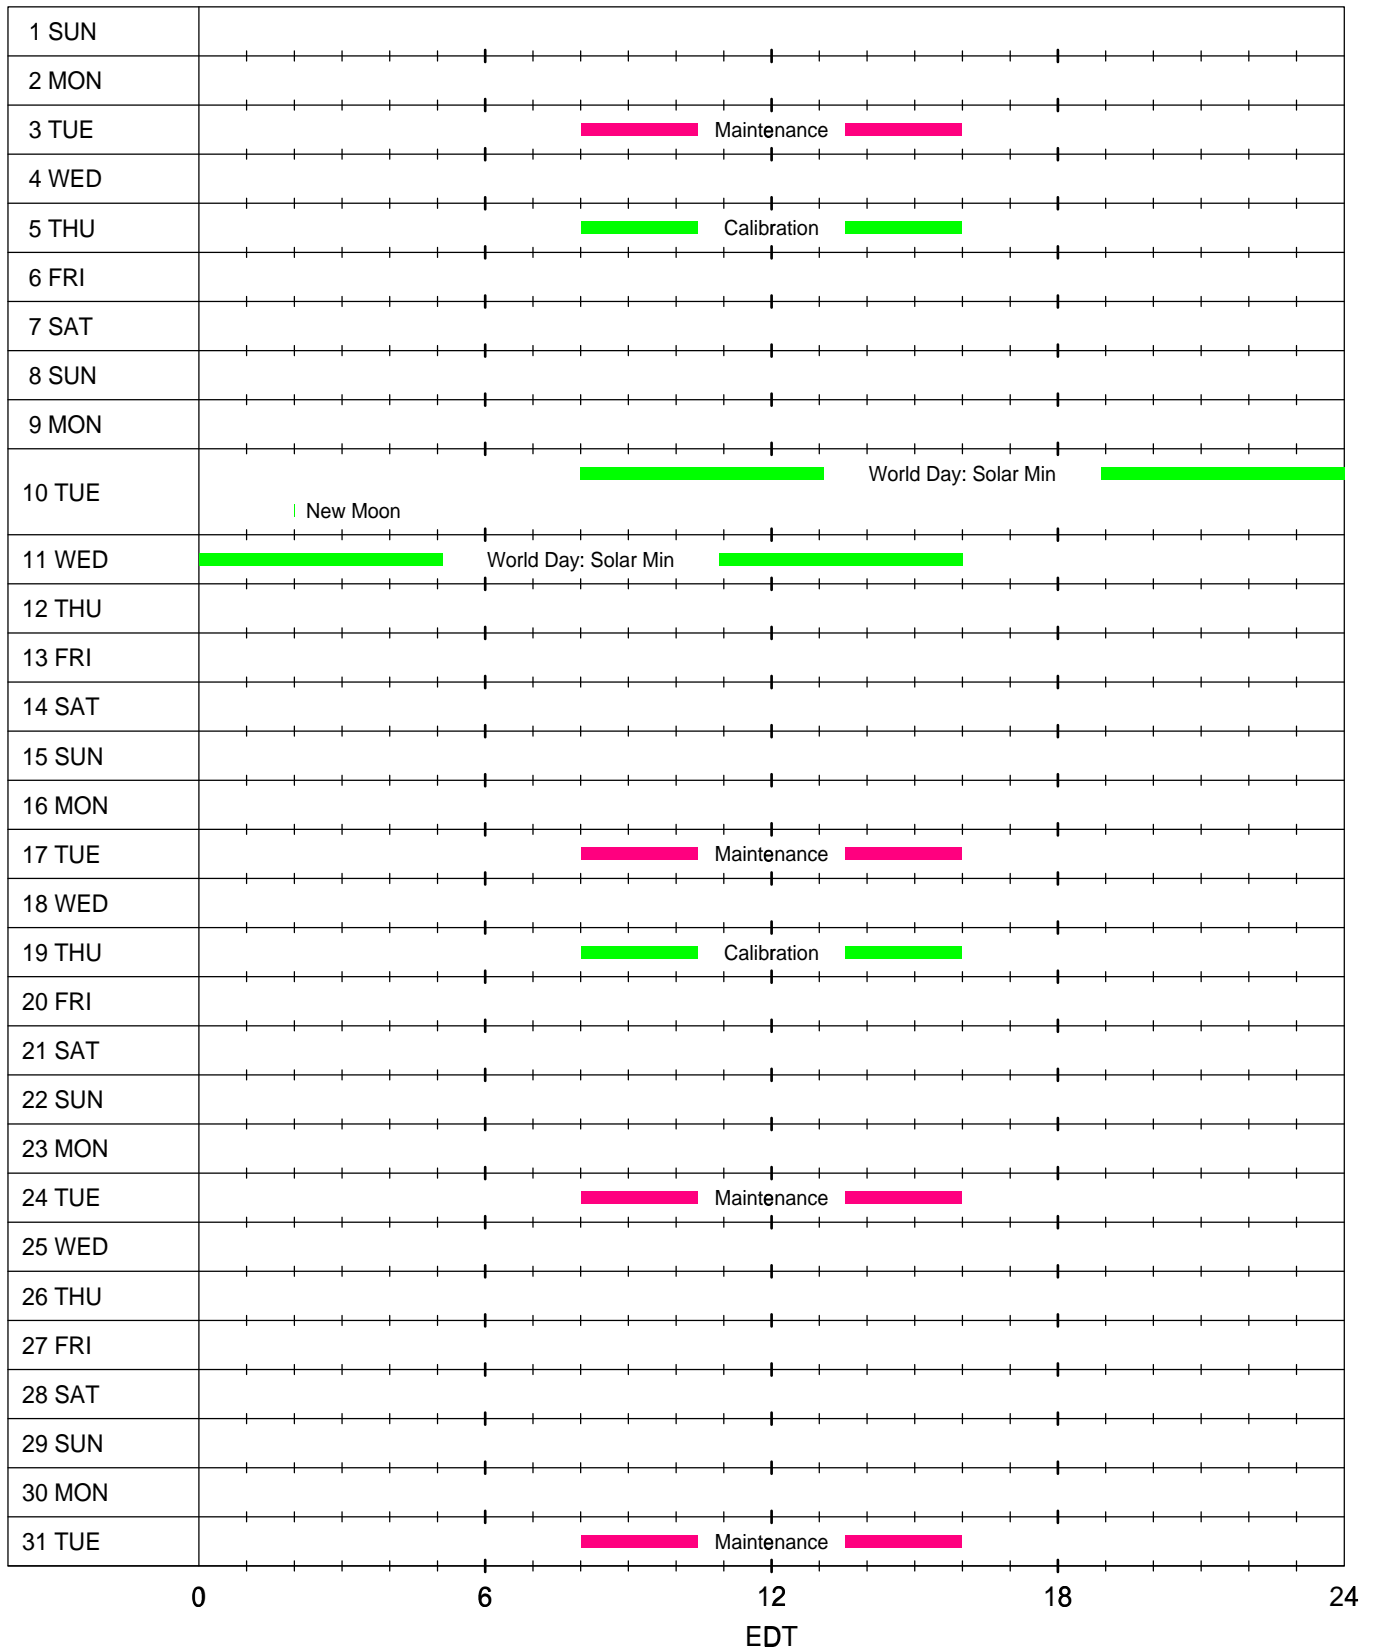 1 SUN
2 MON
3 TUE Maintenance
4 WED
5 THU Calibration
6 FRI
7 SAT
8 SUN
9 MON
World Day: Solar Min
10 TUE
New Moon
11 WED World Day: Solar Min
12 THU
13 FRI
14 SAT
15 SUN
16 MON
17 TUE Maintenance
18 WED
19 THU Calibration
20 FRI
21 SAT
22 SUN
23 MON
24 TUE Maintenance
25 WED
26 THU
27 FRI
28 SAT
29 SUN
30 MON
31 TUE Maintenance
0 6 12 18 24
EDT